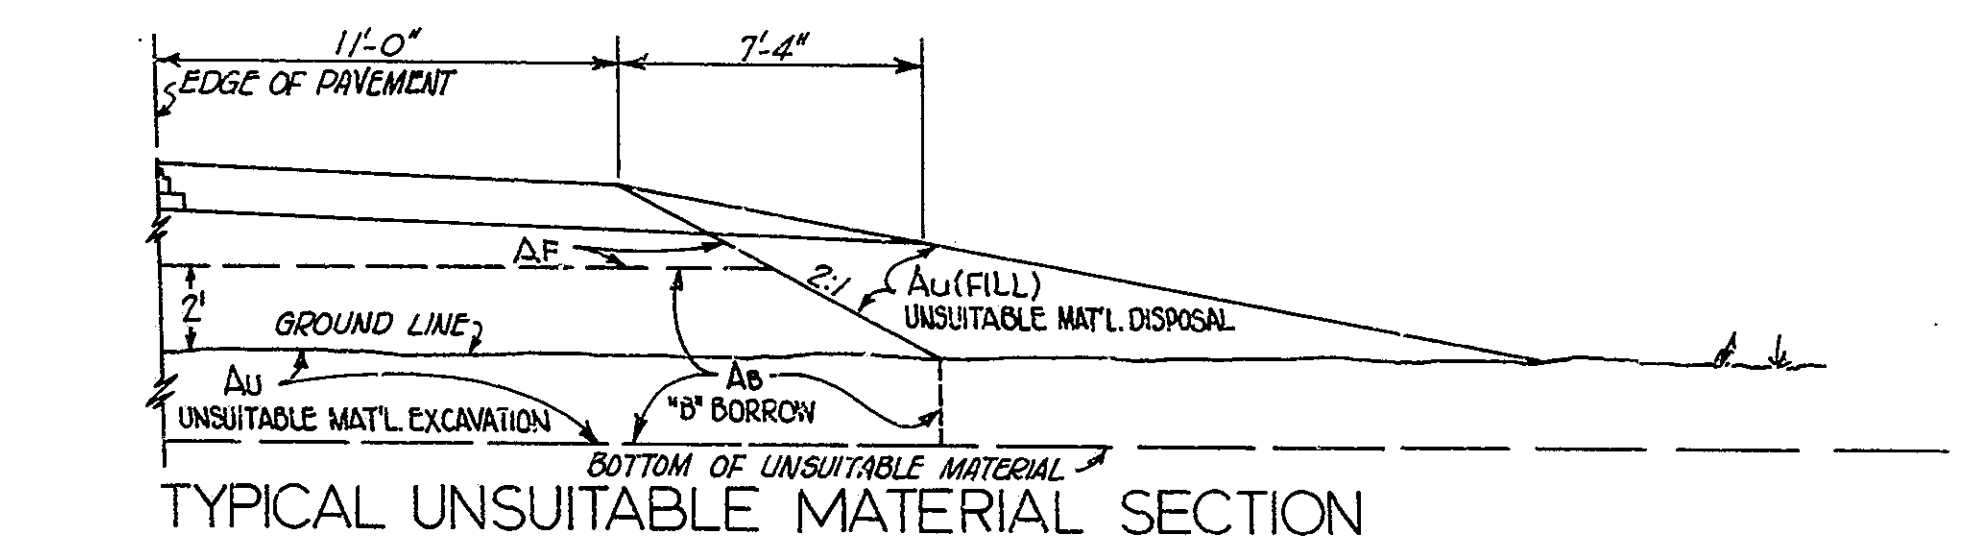 11'-0"
7'-4"
EDGE OF PAVEMENT
AF
2:1
AU (FILL)
UNSUITABLE MAT'L. DISPOSAL
2'
GROUND LINE
AU
UNSUITABLE MAT'L. EXCAVATION
AB
"B" BORROW
BOTTOM OF UNSUITABLE MATERIAL
TYPICAL UNSUITABLE MATERIAL SECTION